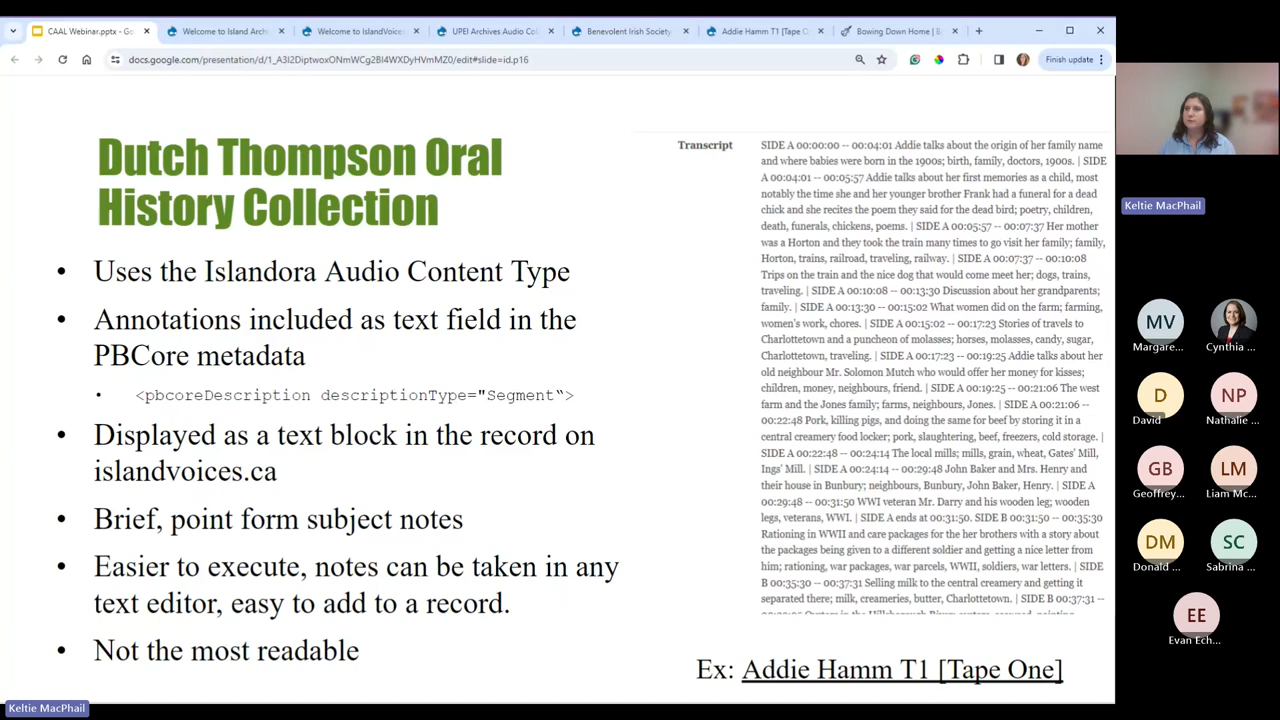 CAAL Webinar.pptx - Go
Welcome to Island Arch
Welcome to IslandVoices
UPEI Archives Audio Col
Benevolent Irish Society
Addie Hamm T1 [Tape O
Bowing Down Home | B
docs.google.com/presentation/d/1_A3I2DiptwoxONmWCg2BI4WXDyHVmMZ0/edit#slide=id.p16
Finish update
Dutch Thompson Oral
History Collection
• Uses the Islandora Audio Content Type
• Annotations included as text field in the
PBCore metadata
• <pbcoreDescription descriptionType="Segment“>
• Displayed as a text block in the record on
islandvoices.ca
• Brief, point form subject notes
• Easier to execute, notes can be taken in any
text editor, easy to add to a record.
• Not the most readable
Transcript
SIDE A 00:00:00 -- 00:04:01 Addie talks about the origin of her family name
and where babies were born in the 1900s; birth, family, doctors, 1900s. | SIDE
A 00:04:01 -- 00:05:57 Addie talks about her first memories as a child, most
notably the time she and her younger brother Frank had a funeral for a dead
chick and she recites the poem they said for the dead bird; poetry, children,
death, funerals, chickens, poems. | SIDE A 00:05:57 -- 00:07:37 Her mother
was a Horton and they took the train many times to go visit her family; family,
Horton, trains, railroad, traveling, railway. | SIDE A 00:07:37 -- 00:10:08
Trips on the train and the nice dog that would come meet her; dogs, trains,
traveling. | SIDE A 00:10:08 -- 00:13:30 Discussion about her grandparents;
family. | SIDE A 00:13:30 -- 00:15:02 What women did on the farm; farming,
women's work, chores. | SIDE A 00:15:02 -- 00:17:23 Stories of travels to
Charlottetown and a puncheon of molasses; horses, molasses, candy, sugar,
Charlottetown, traveling. | SIDE A 00:17:23 -- 00:19:25 Addie talks about her
old neighbour Mr. Solomon Mutch who would offer her money for kisses;
children, money, neighbours, friend. | SIDE A 00:19:25 -- 00:21:06 The west
farm and the Jones family; farms, neighbours, Jones. | SIDE A 00:21:06 --
00:22:48 Pork, killing pigs, and doing the same for beef by storing it in a
central creamery food locker; pork, slaughtering, beef, freezers, cold storage. |
SIDE A 00:22:48 -- 00:24:14 The local mills; mills, grain, wheat, Gates' Mill,
Ings' Mill. | SIDE A 00:24:14 -- 00:29:48 John Baker and Mrs. Henry and
their house in Bunbury; neighbours, Bunbury, John Baker, Henry. | SIDE A
00:29:48 -- 00:31:50 WWI veteran Mr. Darry and his wooden leg; wooden
legs, veterans, WWI. | SIDE A ends at 00:31:50. SIDE B 00:31:50 -- 00:35:30
Rationing in WWII and care packages for the her brothers with a story about
the packages being given to a different soldier and getting a nice letter from
him; rationing, war packages, war parcels, WWII, soldiers, war letters. | SIDE
B 00:35:30 -- 00:37:31 Selling milk to the central creamery and getting it
separated there; milk, creameries, butter, Charlottetown. | SIDE B 00:37:31 --
Ex: Addie Hamm T1 [Tape One]
Keltie MacPhail
Keltie MacPhail
MV
Margare...
Cynthia ...
D
David
NP
Nathalie ...
GB
Geoffrey...
LM
Liam Mc...
DM
Donald ...
SC
Sabrina ...
EE
Evan Ech...